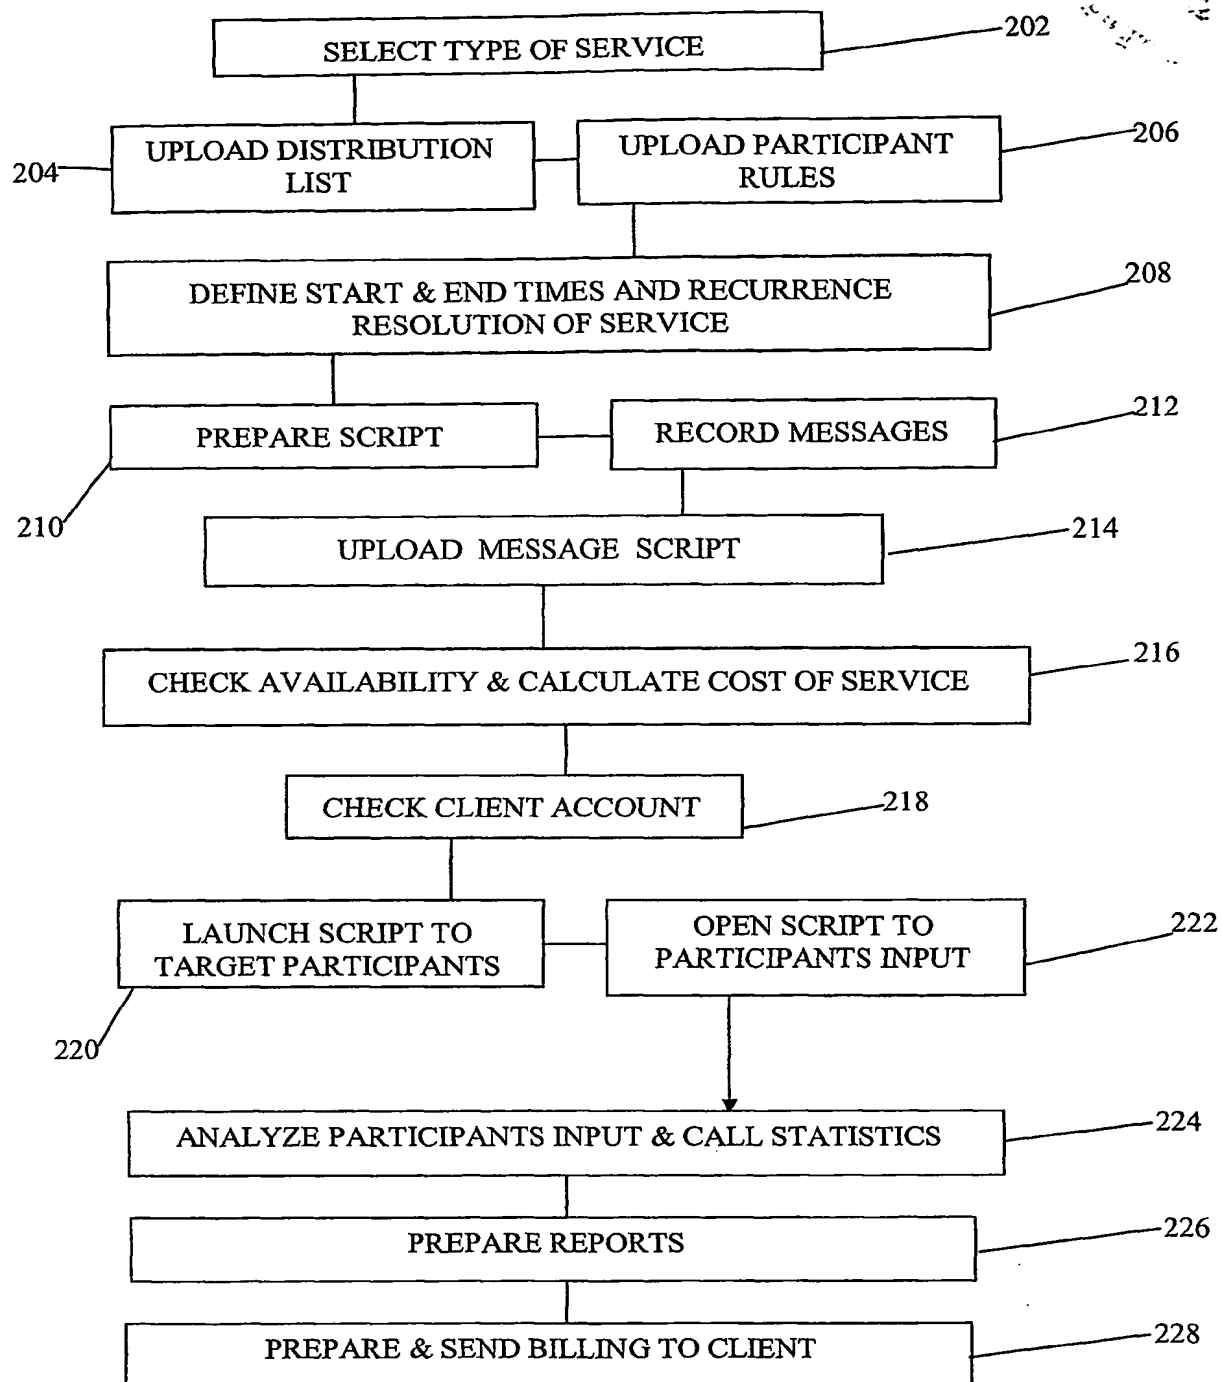 SELECT TYPE OF SERVICE
202
UPLOAD DISTRIBUTION
LIST
204
UPLOAD PARTICIPANT
RULES
206
DEFINE START & END TIMES AND RECURRENCE
RESOLUTION OF SERVICE
208
PREPARE SCRIPT
210
RECORD MESSAGES
212
UPLOAD MESSAGE SCRIPT
214
CHECK AVAILABILITY & CALCULATE COST OF SERVICE
216
CHECK CLIENT ACCOUNT
218
LAUNCH SCRIPT TO
TARGET PARTICIPANTS
220
OPEN SCRIPT TO
PARTICIPANTS INPUT
222
ANALYZE PARTICIPANTS INPUT & CALL STATISTICS
224
PREPARE REPORTS
226
PREPARE & SEND BILLING TO CLIENT
228